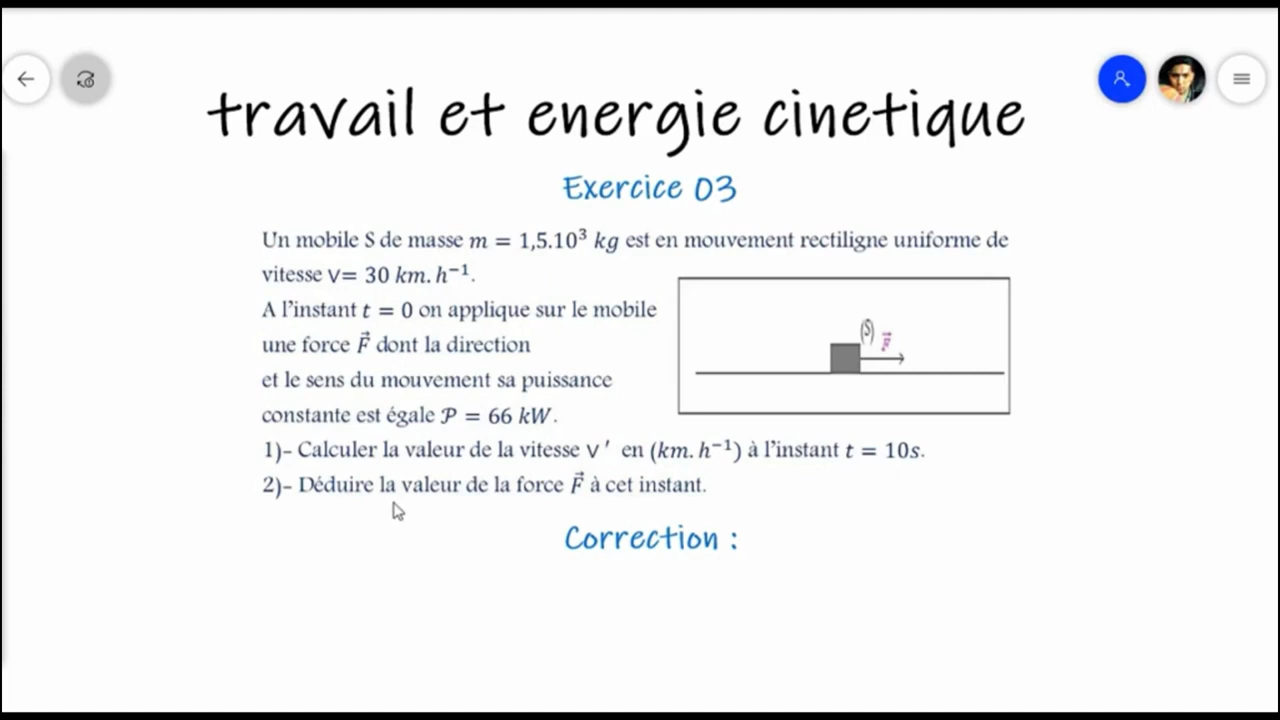 travail et energie cinetique
Exercice 03
Un mobile S de masse m = 1,5.10³ kg est en mouvement rectiligne uniforme de
vitesse v= 30 km.h⁻¹.
A l'instant t = 0 on applique sur le mobile
une force F⃗ dont la direction
et le sens du mouvement sa puissance
constante est égale 𝒫 = 66 kW.
(S) F⃗
1)- Calculer la valeur de la vitesse v′ en (km.h⁻¹) à l'instant t = 10s.
2)- Déduire la valeur de la force F⃗ à cet instant.
Correction :